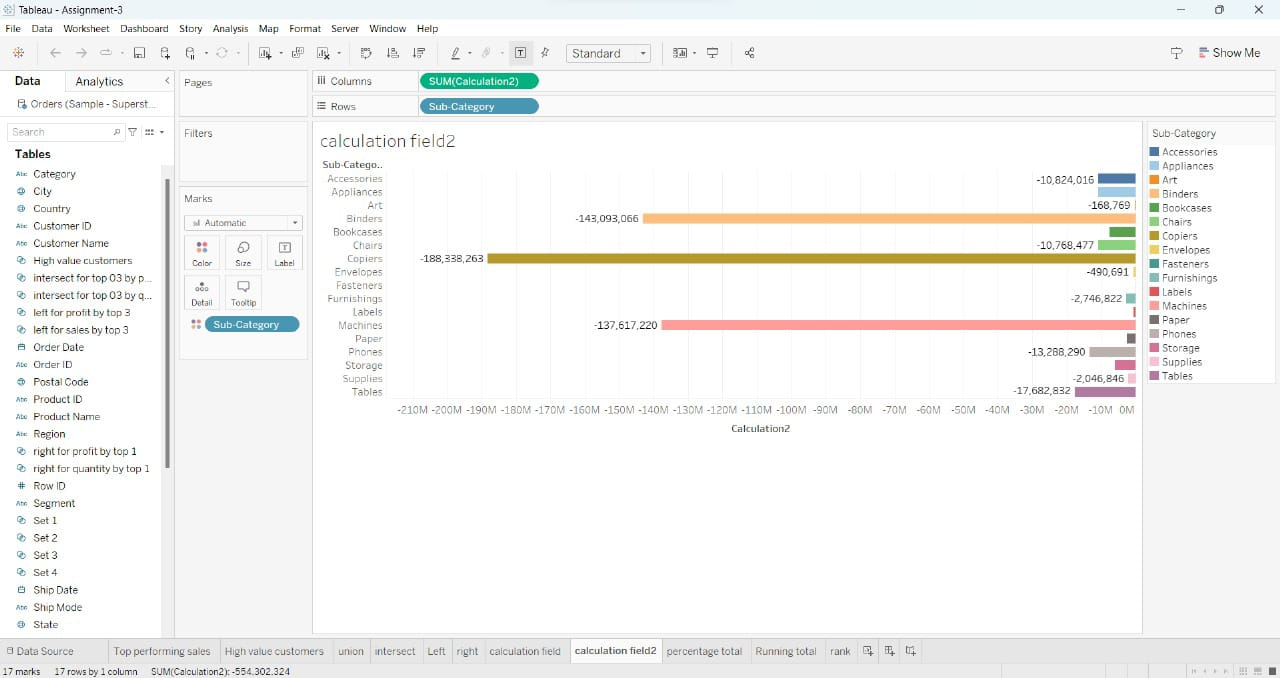 Tableau - Assignment-3
File Data Worksheet Dashboard Story Analysis Map Format Server Window Help
Standard
Show Me
Data
Analytics
Orders (Sample - Superst...
Search
Tables
Abc Category
City
Country
Abc Customer ID
Abc Customer Name
High value customers
intersect for top 03 by p...
intersect for top 03 by q...
left for profit by top 3
left for sales by top 3
Order Date
Abc Order ID
Postal Code
Abc Product ID
Abc Product Name
Abc Region
right for profit by top 1
right for quantity by top 1
# Row ID
Abc Segment
Set 1
Set 2
Set 3
Set 4
Ship Date
Abc Ship Mode
State
Pages
Filters
Marks
Automatic
Color Size Label
Detail Tooltip
Sub-Category
Columns SUM(Calculation2)
Rows Sub-Category
calculation field2
Sub-Catego..
Accessories -10,824,016
Appliances
Art -168,769
Binders -143,093,066
Bookcases
Chairs -10,768,477
Copiers -188,338,263
Envelopes -490,691
Fasteners
Furnishings -2,746,822
Labels
Machines -137,617,220
Paper
Phones -13,288,290
Storage
Supplies -2,046,846
Tables -17,682,832
-210M -200M -190M -180M -170M -160M -150M -140M -130M -120M -110M -100M -90M -80M -70M -60M -50M -40M -30M -20M -10M 0M
Calculation2
Sub-Category
Accessories
Appliances
Art
Binders
Bookcases
Chairs
Copiers
Envelopes
Fasteners
Furnishings
Labels
Machines
Paper
Phones
Storage
Supplies
Tables
Data Source Top performing sales High value customers union intersect Left right calculation field calculation field2 percentage total Running total rank
17 marks 17 rows by 1 column SUM(Calculation2): -554,302,324